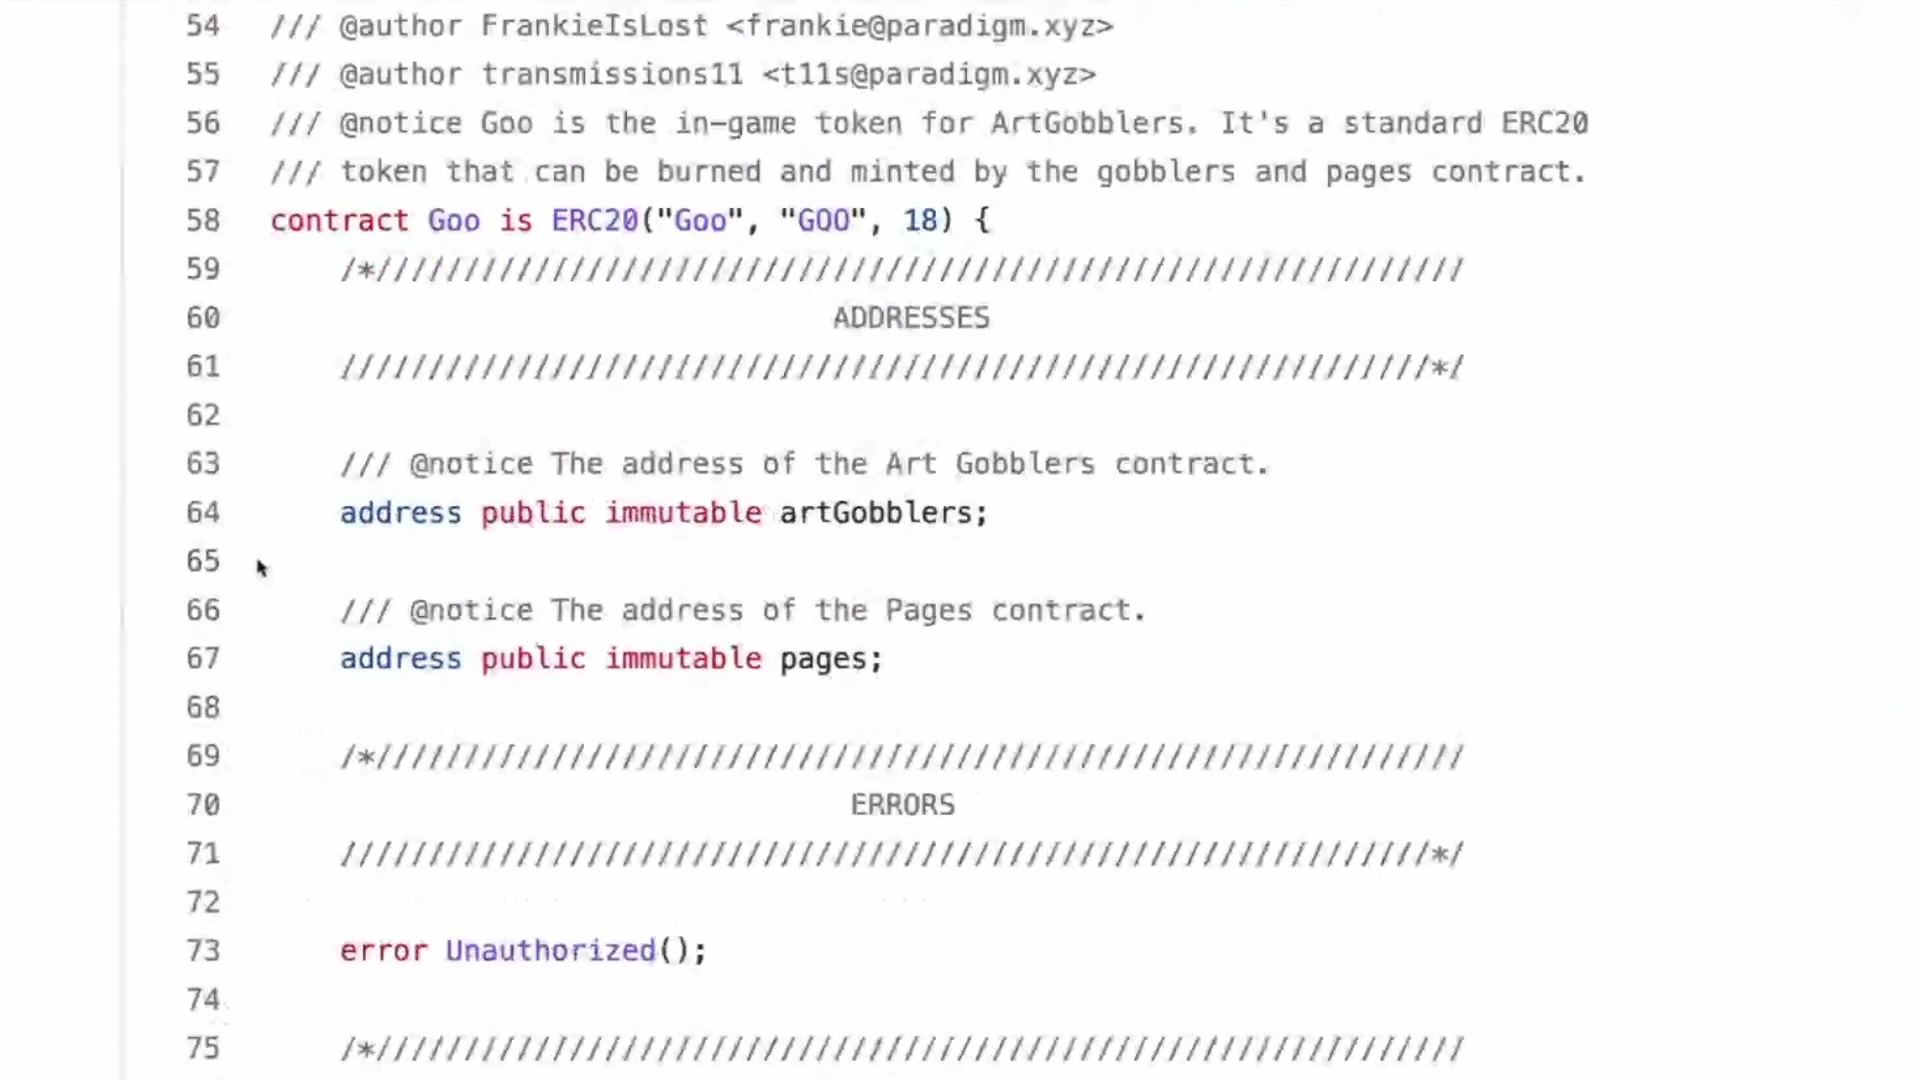 54 /// @author FrankieIsLost <frankie@paradigm.xyz>
55 /// @author transmissions11 <t11s@paradigm.xyz>
56 /// @notice Goo is the in-game token for ArtGobblers. It's a standard ERC20
57 /// token that can be burned and minted by the gobblers and pages contract.
58 contract Goo is ERC20("Goo", "GOO", 18) {
59 /*//////////////////////////////////////////////////////////////
60 ADDRESSES
61 //////////////////////////////////////////////////////////////*/
62
63 /// @notice The address of the Art Gobblers contract.
64 address public immutable artGobblers;
65
66 /// @notice The address of the Pages contract.
67 address public immutable pages;
68
69 /*//////////////////////////////////////////////////////////////
70 ERRORS
71 //////////////////////////////////////////////////////////////*/
72
73 error Unauthorized();
74
75 /*//////////////////////////////////////////////////////////////